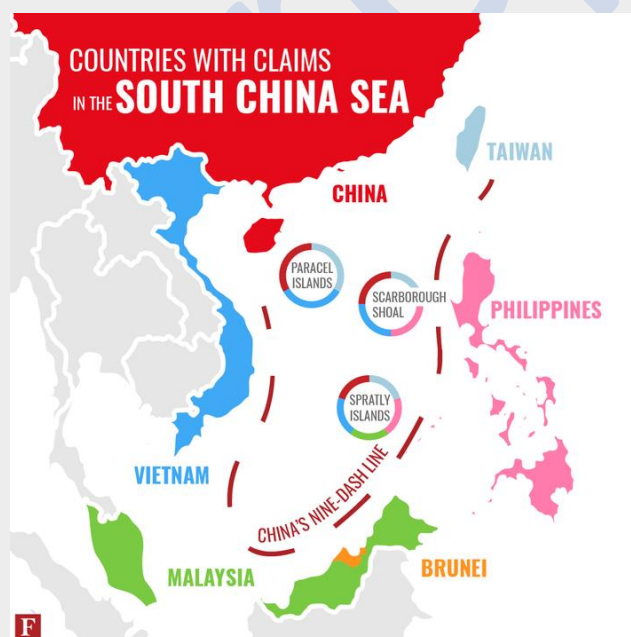 COUNTRIES WITH CLAIMS
IN THE SOUTH CHINA SEA
TAIWAN
CHINA
PARACEL
ISLANDS
SCARBOROUGH
SHOAL
PHILIPPINES
SPRATLY
ISLANDS
VIETNAM
CHINA'S NINE-DASH LINE
MALAYSIA
BRUNEI
F